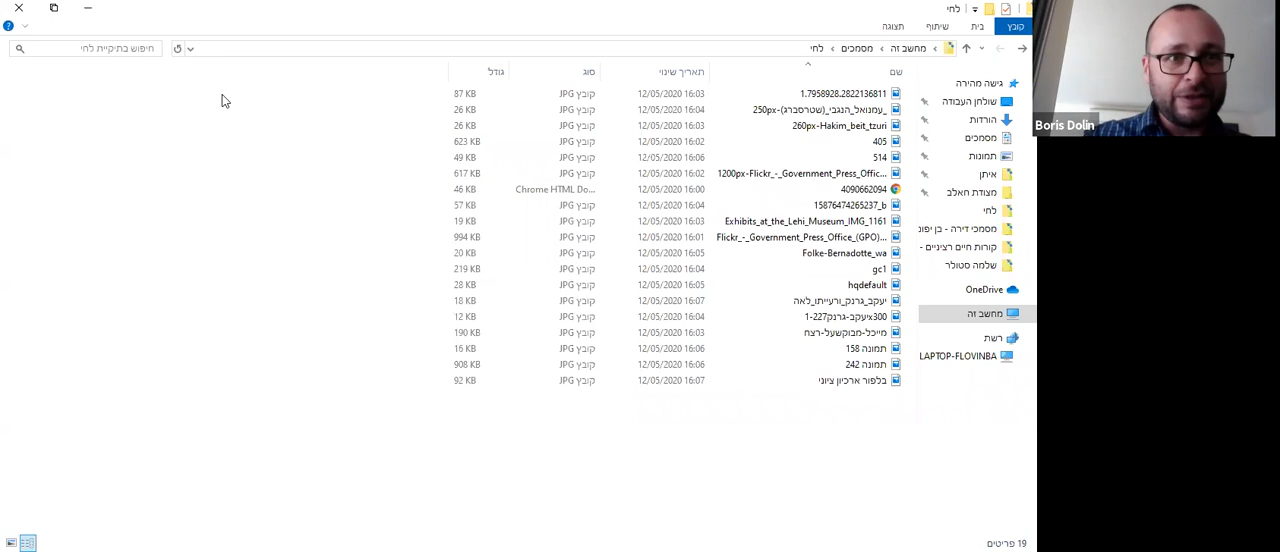 לחי
קובץ בית שיתוף תצוגה
מחשב זה › מסמכים › לחי
חיפוש בתיקיית לחי
שם תאריך שינוי סוג גודל
1.7958928.2822136811 12/05/2020 16:03 קובץ JPG 87 KB
250px-(שטרסברג)_עמנואל_הנגבי_ 12/05/2020 16:04 קובץ JPG 26 KB
260px-Hakim_beit_tzuri 12/05/2020 16:03 קובץ JPG 26 KB
405 12/05/2020 16:02 קובץ JPG 623 KB
514 12/05/2020 16:06 קובץ JPG 49 KB
1200px-Flickr_-_Government_Press_Offic... 12/05/2020 16:02 קובץ JPG 617 KB
4090662094 12/05/2020 16:00 Chrome HTML Do... 46 KB
15876474265237_b 12/05/2020 16:04 קובץ JPG 57 KB
Exhibits_at_the_Lehi_Museum_IMG_1161 12/05/2020 16:03 קובץ JPG 19 KB
Flickr_-_Government_Press_Office_(GPO)... 12/05/2020 16:01 קובץ JPG 994 KB
Folke-Bernadotte_wa 12/05/2020 16:05 קובץ JPG 20 KB
gc1 12/05/2020 16:04 קובץ JPG 219 KB
hqdefault 12/05/2020 16:05 קובץ JPG 28 KB
יעקב_גרנק_ורעייתו_לאה 12/05/2020 16:07 קובץ JPG 18 KB
יעקב-גרנק-1-227x300 12/05/2020 16:04 קובץ JPG 12 KB
מייכל-מבוקשעל-רצח 12/05/2020 16:03 קובץ JPG 190 KB
תמונה 158 12/05/2020 16:06 קובץ JPG 16 KB
תמונה 242 12/05/2020 16:06 קובץ JPG 908 KB
בלפור ארכיון ציוני 12/05/2020 16:07 קובץ JPG 92 KB
גישה מהירה
שולחן העבודה
הורדות
מסמכים
תמונות
איתן
מצודת חאלב
לחי
מסמכי דירה - בן יפונ
קורות חיים רציניים -
שלמה סטולר
OneDrive
מחשב זה
רשת
LAPTOP-FLOVINBA
19 פריטים
Boris Dolin